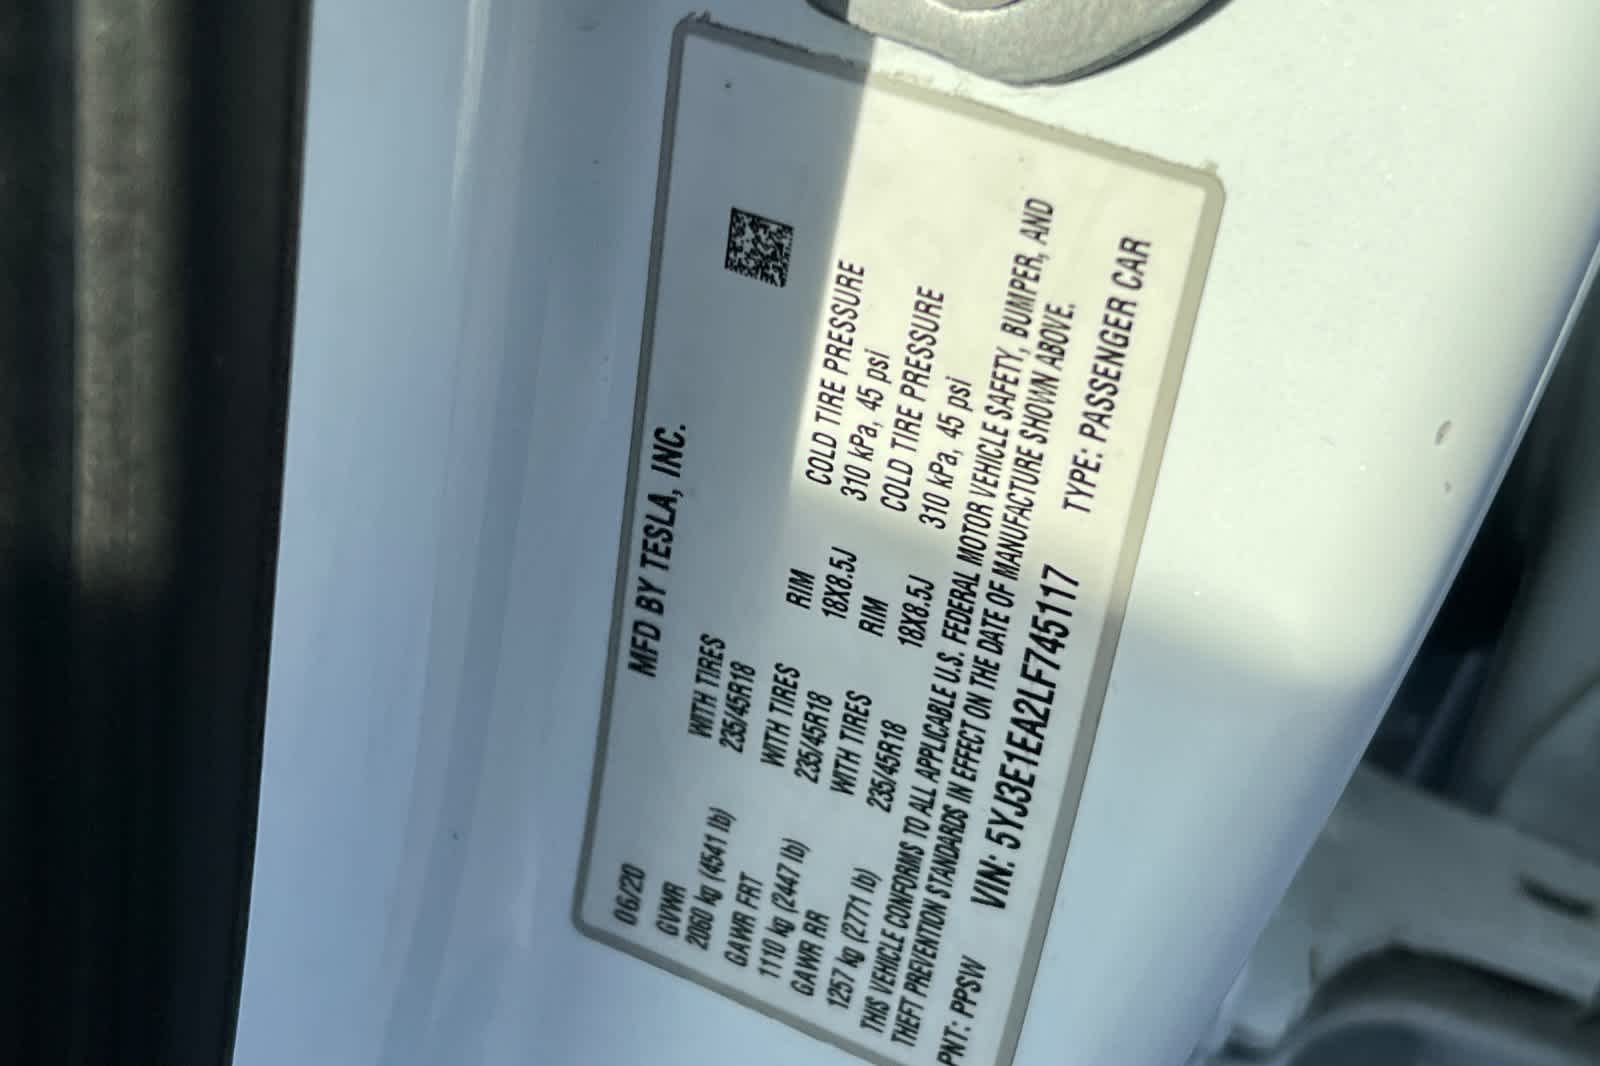 MFD BY TESLA, INC.
06/20
GVWR
2060 kg (4541 lb)
WITH TIRES
235/45R18
GAWR FRT
1110 kg (2447 lb)
WITH TIRES
235/45R18
RIM
18X8.5J
COLD TIRE PRESSURE
310 kPa, 45 psi
GAWR RR
1257 kg (2771 lb)
WITH TIRES
235/45R18
RIM
18X8.5J
COLD TIRE PRESSURE
310 kPa, 45 psi
THIS VEHICLE CONFORMS TO ALL APPLICABLE U.S. FEDERAL MOTOR VEHICLE SAFETY, BUMPER, AND
THEFT PREVENTION STANDARDS IN EFFECT ON THE DATE OF MANUFACTURE SHOWN ABOVE.
PNT: PPSW VIN: 5YJ3E1EA2LF745117 TYPE: PASSENGER CAR